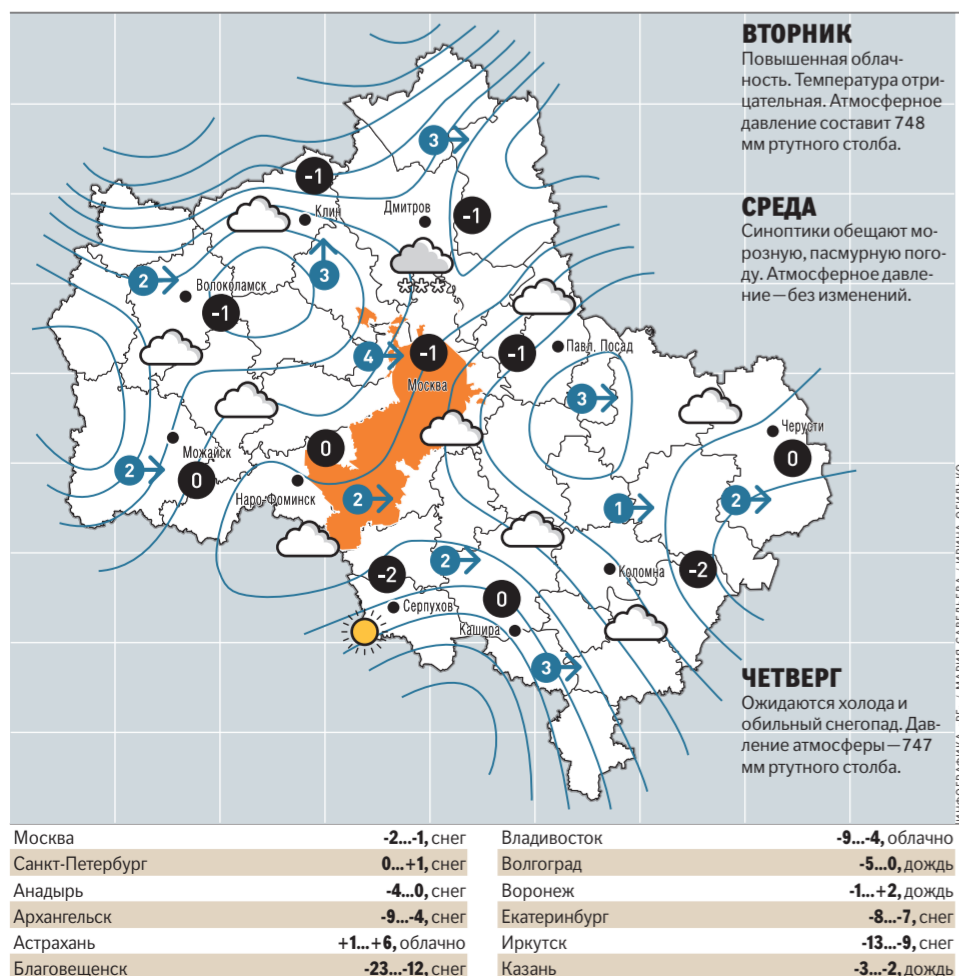 ВТОРНИК
Повышенная облач-
ность. Температура отри-
цательная. Атмосферное
давление составит 748
мм ртутного столба.
СРЕДА
Синоптики обещают мо-
розную, пасмурную пого-
ду. Атмосферное давле-
ние—без изменений.
ЧЕТВЕРГ
Ожидаются холода и
обильный снегопад. Дав-
ление атмосферы—747
мм ртутного столба.
3
-1
Клин
Дмитров
-1
2
Волоколамск
3
-1
4
-1
Москва
-1
Павл. Посад
3
Черусти
0
Можайск
2
0
0
Наро-Фоминск
2
1
2
-2
2
Серпухов
0
Кашира
Коломна
-2
3
Москва -2...-1, снег
Санкт-Петербург 0...+1, снег
Анадырь -4...0, снег
Архангельск -9...-4, снег
Астрахань +1...+6, облачно
Благовещенск -23...-12, снег
Владивосток -9...-4, облачно
Волгоград -5...0, дождь
Воронеж -1...+2, дождь
Екатеринбург -8...-7, снег
Иркутск -13...-9, снег
Казань -3...-2, дождь